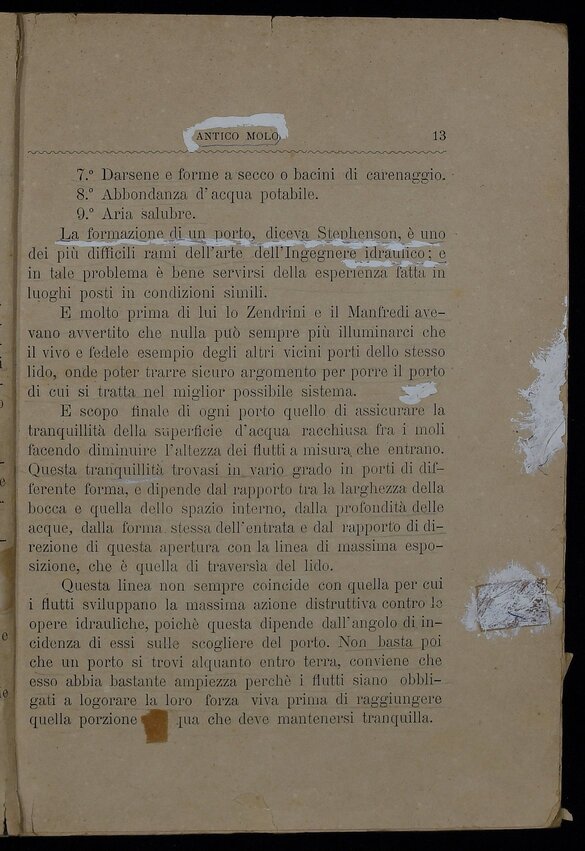 ANTICO MOLO 13
7.° Darsene e forme a secco o bacini di carenaggio.
8.° Abbondanza d'acqua potabile.
9.° Aria salubre.
La formazione di un porto, diceva Stephenson, è uno
dei più difficili rami dell'arte dell'Ingegnere idraulico; e
in tale problema è bene servirsi della esperienza fatta in
luoghi posti in condizioni simili.
E molto prima di lui lo Zendrini e il Manfredi ave-
vano avvertito che nulla può sempre più illuminarci che
il vivo e fedele esempio degli altri vicini porti dello stesso
lido, onde poter trarre sicuro argomento per porre il porto
di cui si tratta nel miglior possibile sistema.
E scopo finale di ogni porto quello di assicurare la
tranquillità della superficie d'acqua racchiusa fra i moli
facendo diminuire l'altezza dei flutti a misura che entrano.
Questa tranquillità trovasi in vario grado in porti di dif-
ferente forma, e dipende dal rapporto tra la larghezza della
bocca e quella dello spazio interno, dalla profondità delle
acque, dalla forma stessa dell'entrata e dal rapporto di di-
rezione di questa apertura con la linea di massima espo-
sizione, che è quella di traversia del lido.
Questa linea non sempre coincide con quella per cui
i flutti sviluppano la massima azione distruttiva contro le
opere idrauliche, poichè questa dipende dall'angolo di in-
cidenza di essi sulle scogliere del porto. Non basta poi
che un porto si trovi alquanto entro terra, conviene che
esso abbia bastante ampiezza perchè i flutti siano obbli-
gati a logorare la loro forza viva prima di raggiungere
quella porzione qua che deve mantenersi tranquilla.